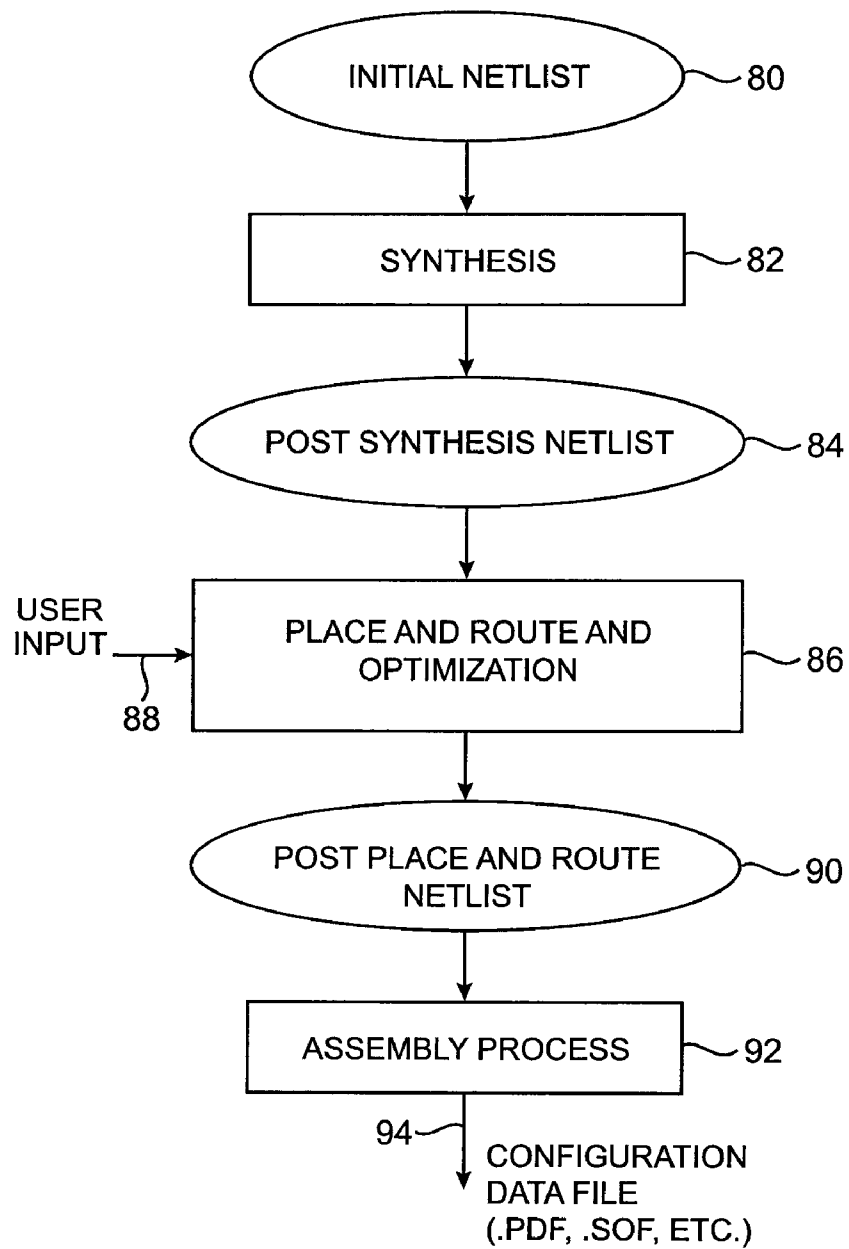 INITIAL NETLIST
80
SYNTHESIS
82
POST SYNTHESIS NETLIST
84
USER
INPUT
88
PLACE AND ROUTE AND
OPTIMIZATION
86
POST PLACE AND ROUTE
NETLIST
90
ASSEMBLY PROCESS
92
94
CONFIGURATION
DATA FILE
(.PDF, .SOF, ETC.)